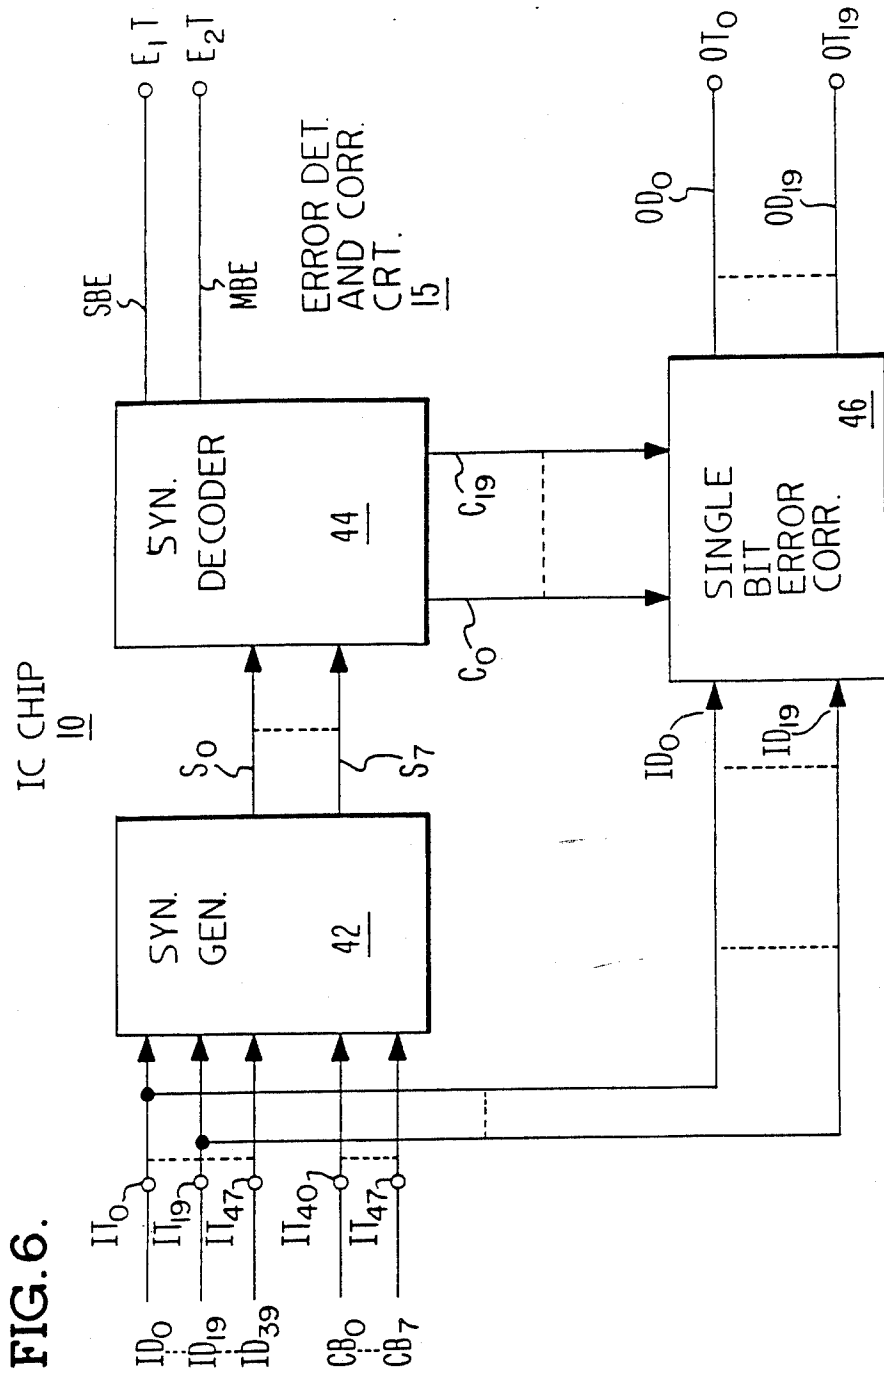 FIG. 6.
IC CHIP
10
ID0
ID19
ID39
CB0
CB7
IT0
IT19
IT47
IT40
IT47
SYN.
GEN.
42
S0
S7
SYN.
DECODER
44
SBE
MBE
E1T
E2T
ERROR DET.
AND CORR.
CRT.
15
C0
C19
ID0
ID19
SINGLE
BIT
ERROR
CORR.
46
OD0
OD19
OT0
OT19